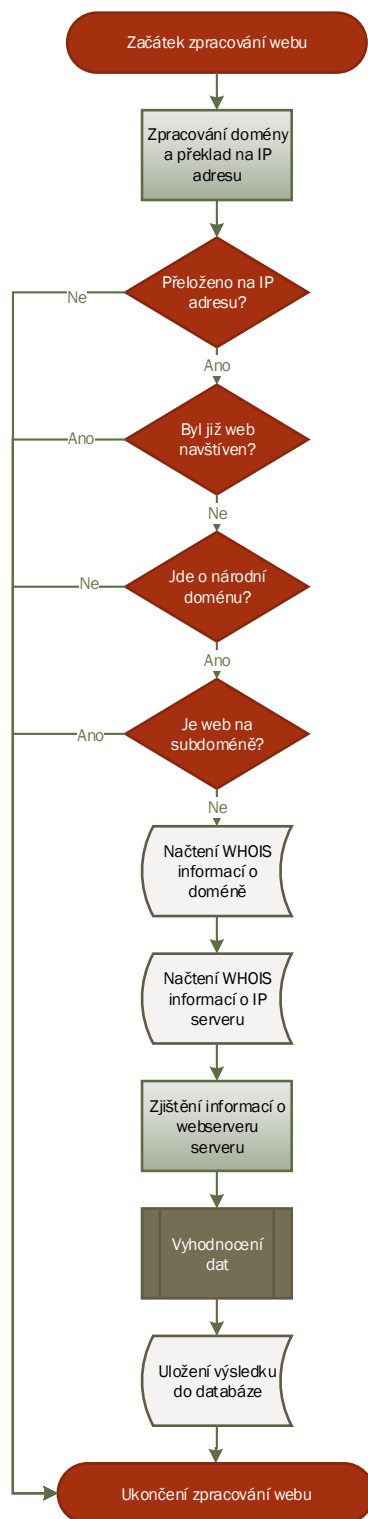 Začátek zpracování webu
Zpracování domény
a překlad na IP
adresu
Přeloženo na IP
adresu?
Ne
Ano
Byl již web
navštíven?
Ano
Ne
Jde o národní
doménu?
Ne
Ano
Je web na
subdoméně?
Ano
Ne
Načtení WHOIS
informací o
doméně
Načtení WHOIS
informací o IP
serveru
Zjištění informací o
webserveru
serveru
Vyhodnocení
dat
Uložení výsledku
do databáze
Ukončení zpracování webu